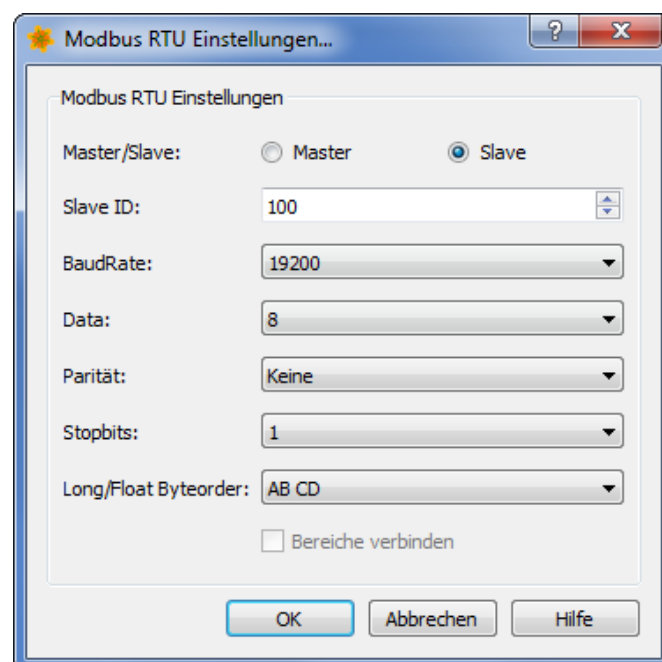 Modbus RTU Einstellungen...
?
X
Modbus RTU Einstellungen
Master/Slave: Master Slave
Slave ID: 100
BaudRate: 19200
Data: 8
Parität: Keine
Stopbits: 1
Long/Float Byteorder: AB CD
Bereiche verbinden
OK Abbrechen Hilfe